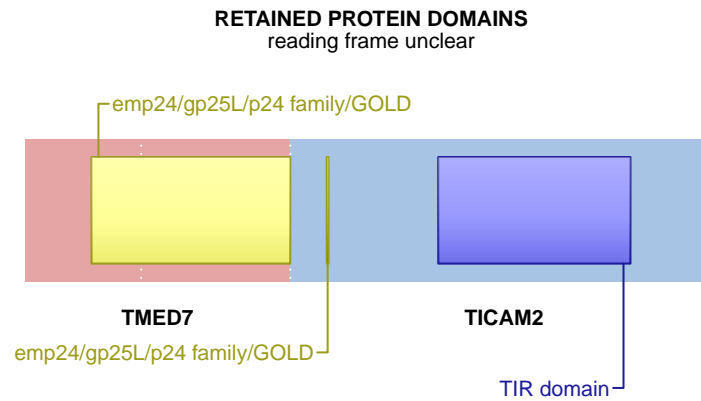 RETAINED PROTEIN DOMAINS
reading frame unclear
emp24/gp25L/p24 family/GOLD
TMED7
TICAM2
emp24/gp25L/p24 family/GOLD
TIR domain